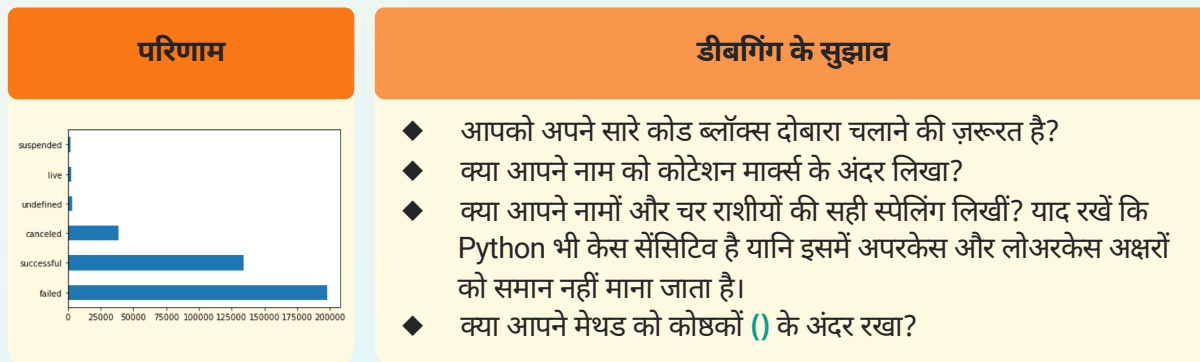 परिणाम
डीबगिंग के सुझाव
suspended
live
undefined
canceled
successful
failed
0 25000 50000 75000 100000 125000 150000 175000 200000
◆ आपको अपने सारे कोड ब्लॉक्स दोबारा चलाने की ज़रूरत है?
◆ क्या आपने नाम को कोटेशन मार्क्स के अंदर लिखा?
◆ क्या आपने नामों और चर राशीयों की सही स्पेलिंग लिखीं? याद रखें कि
Python भी केस सेंसिटिव है यानि इसमें अपरकेस और लोअरकेस अक्षरों
को समान नहीं माना जाता है।
◆ क्या आपने मेथड को कोष्ठकों () के अंदर रखा?